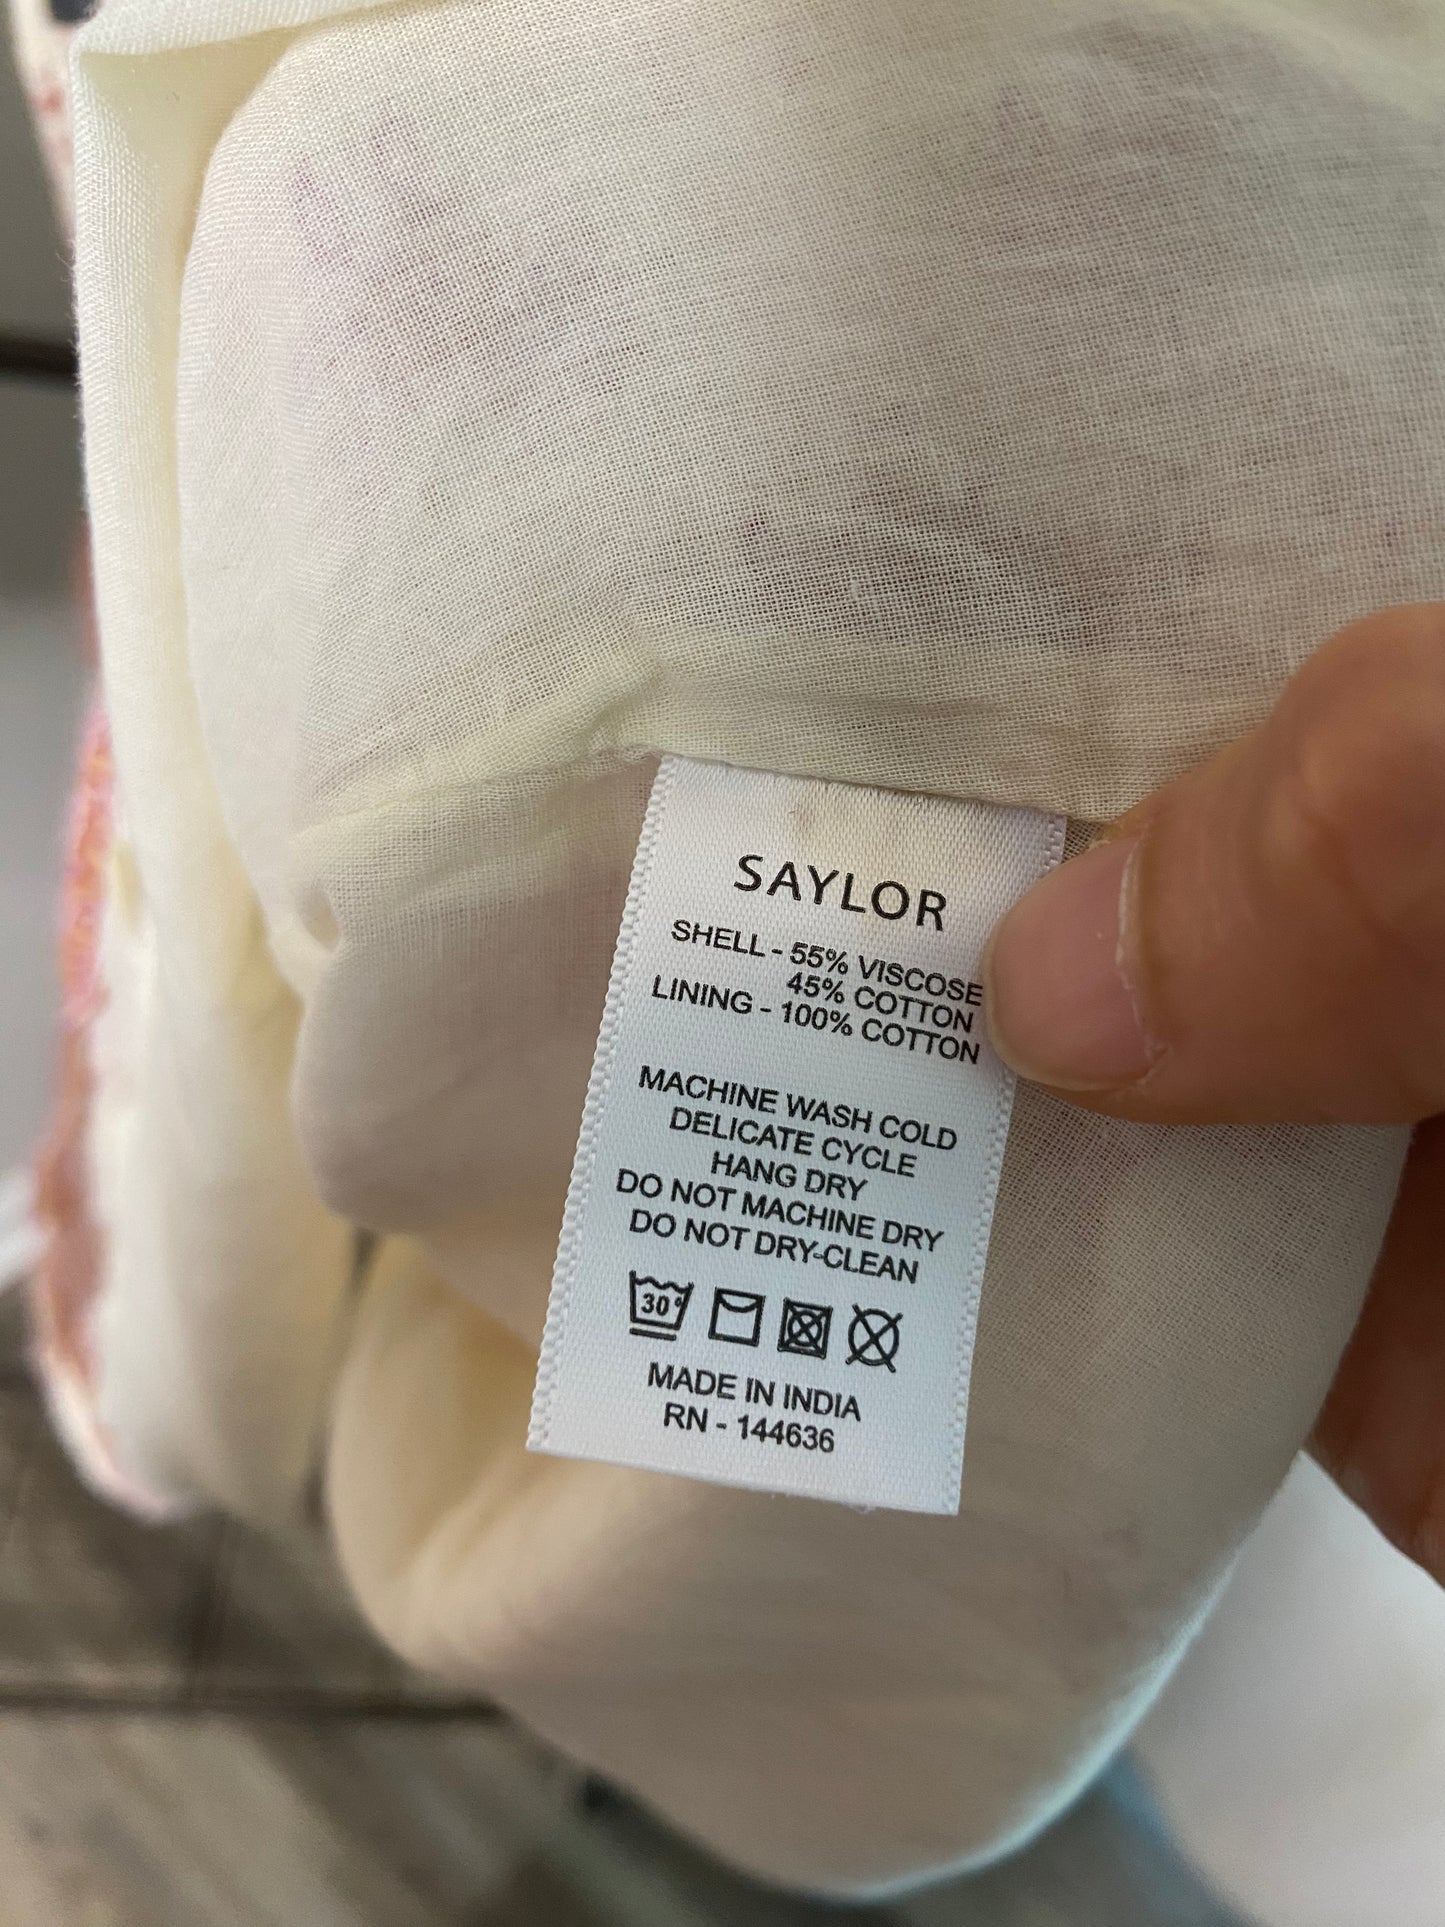 SAYLOR
SHELL - 55% VISCOSE
45% COTTON
LINING - 100% COTTON
MACHINE WASH COLD
DELICATE CYCLE
HANG DRY
DO NOT MACHINE DRY
DO NOT DRY-CLEAN
30°
MADE IN INDIA
RN - 144636